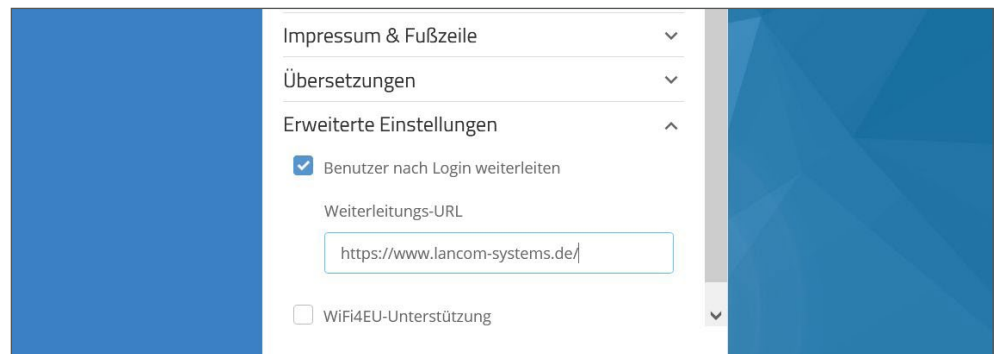 Impressum & Fußzeile
Übersetzungen
Erweiterte Einstellungen
Benutzer nach Login weiterleiten
Weiterleitungs-URL
https://www.lancom-systems.de/
WiFi4EU-Unterstützung